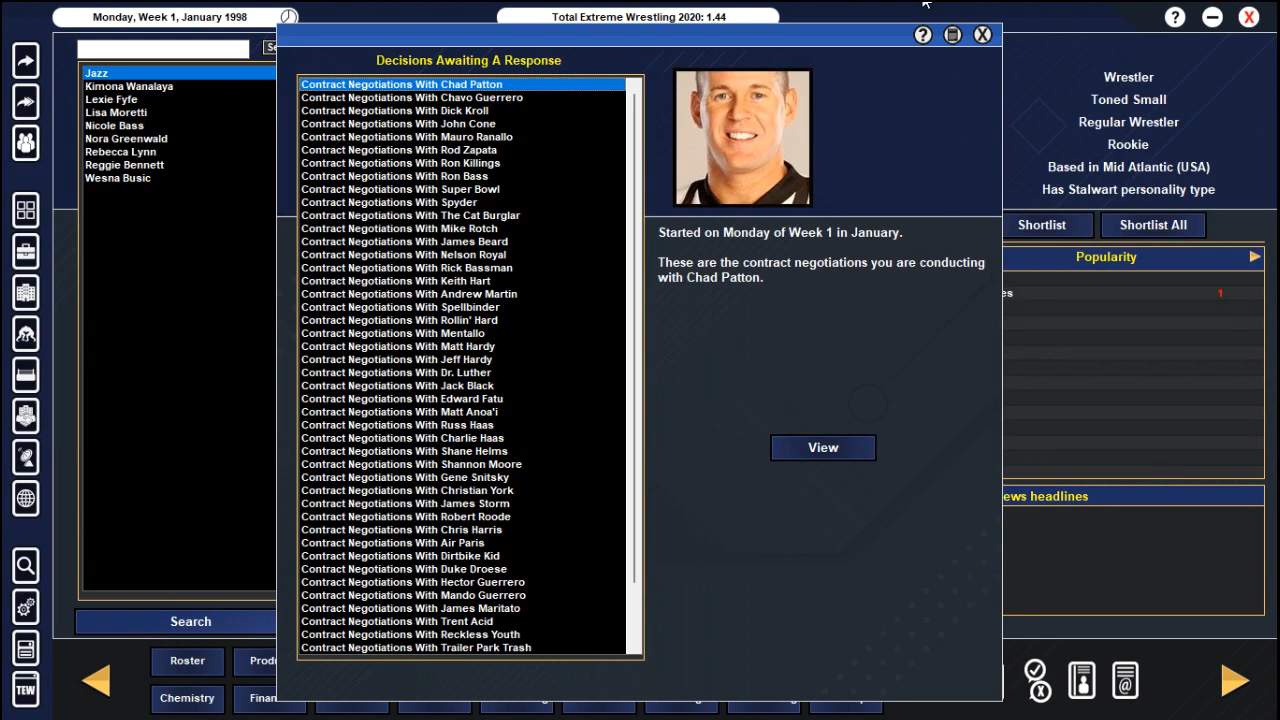 Monday, Week 1, January 1998
Total Extreme Wrestling 2020: 1.44
?
X
Jazz
Kimona Wanalaya
Lexie Fyfe
Lisa Moretti
Nicole Bass
Nora Greenwald
Rebecca Lynn
Reggie Bennett
Wesna Busic
Search
? X
Decisions Awaiting A Response
Contract Negotiations With Chad Patton
Contract Negotiations With Chavo Guerrero
Contract Negotiations With Dick Kroll
Contract Negotiations With John Cone
Contract Negotiations With Mauro Ranallo
Contract Negotiations With Rod Zapata
Contract Negotiations With Ron Killings
Contract Negotiations With Ron Bass
Contract Negotiations With Super Bowl
Contract Negotiations With Spyder
Contract Negotiations With The Cat Burglar
Contract Negotiations With Mike Rotch
Contract Negotiations With James Beard
Contract Negotiations With Nelson Royal
Contract Negotiations With Rick Bassman
Contract Negotiations With Keith Hart
Contract Negotiations With Andrew Martin
Contract Negotiations With Spellbinder
Contract Negotiations With Rollin' Hard
Contract Negotiations With Mentallo
Contract Negotiations With Matt Hardy
Contract Negotiations With Jeff Hardy
Contract Negotiations With Dr. Luther
Contract Negotiations With Jack Black
Contract Negotiations With Edward Fatu
Contract Negotiations With Matt Anoa'i
Contract Negotiations With Russ Haas
Contract Negotiations With Charlie Haas
Contract Negotiations With Shane Helms
Contract Negotiations With Shannon Moore
Contract Negotiations With Gene Snitsky
Contract Negotiations With Christian York
Contract Negotiations With James Storm
Contract Negotiations With Robert Roode
Contract Negotiations With Chris Harris
Contract Negotiations With Air Paris
Contract Negotiations With Dirtbike Kid
Contract Negotiations With Duke Droese
Contract Negotiations With Hector Guerrero
Contract Negotiations With Mando Guerrero
Contract Negotiations With James Maritato
Contract Negotiations With Trent Acid
Contract Negotiations With Reckless Youth
Contract Negotiations With Trailer Park Trash
Started on Monday of Week 1 in January.
These are the contract negotiations you are conducting
with Chad Patton.
View
Wrestler
Toned Small
Regular Wrestler
Rookie
Based in Mid Atlantic (USA)
Has Stalwart personality type
Shortlist
Shortlist All
Popularity
es 1
ews headlines
Roster
Prod
Chemistry
Finan
TEW